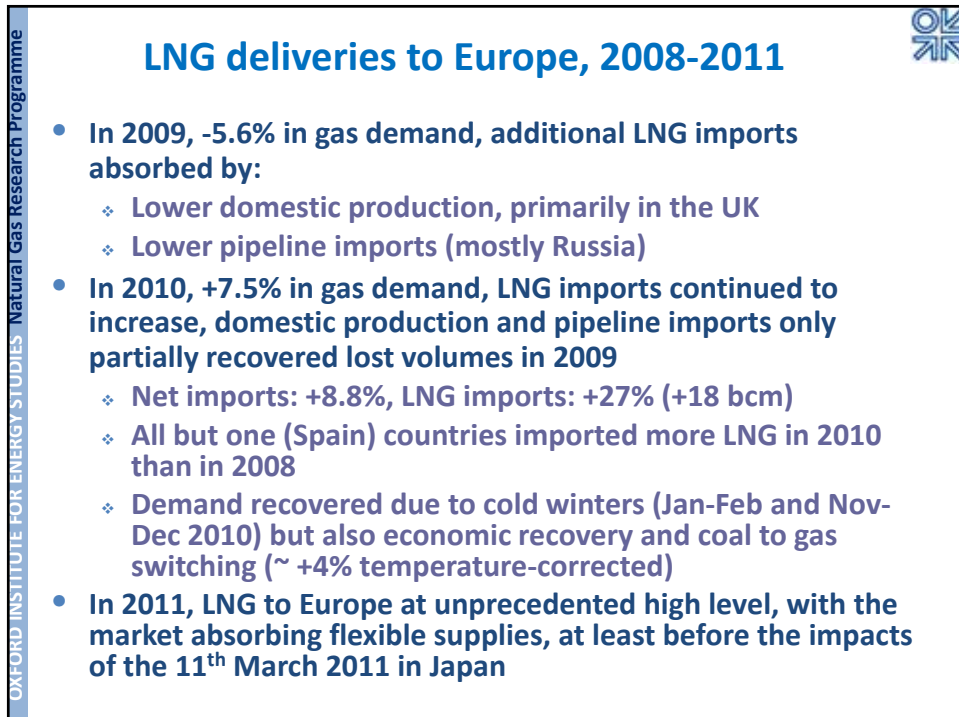 LNG deliveries to Europe, 2008-2011
• In 2009, -5.6% in gas demand, additional LNG imports
absorbed by:
❖ Lower domestic production, primarily in the UK
❖ Lower pipeline imports (mostly Russia)
• In 2010, +7.5% in gas demand, LNG imports continued to
increase, domestic production and pipeline imports only
partially recovered lost volumes in 2009
❖ Net imports: +8.8%, LNG imports: +27% (+18 bcm)
❖ All but one (Spain) countries imported more LNG in 2010
than in 2008
❖ Demand recovered due to cold winters (Jan-Feb and Nov-
Dec 2010) but also economic recovery and coal to gas
switching (~ +4% temperature-corrected)
• In 2011, LNG to Europe at unprecedented high level, with the
market absorbing flexible supplies, at least before the impacts
of the 11th March 2011 in Japan
OXFORD INSTITUTE FOR ENERGY STUDIES Natural Gas Research Programme